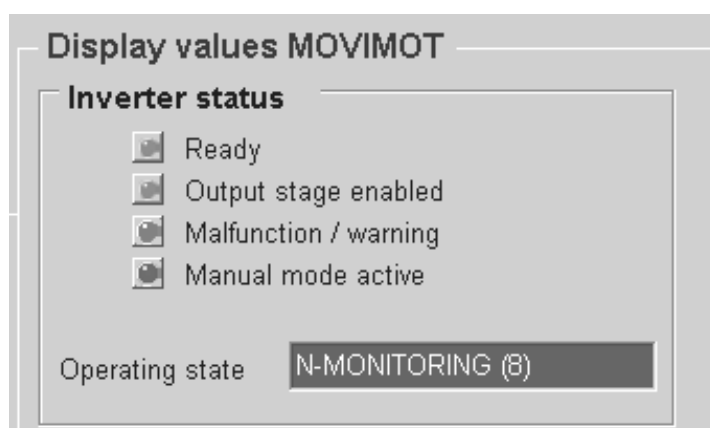 Display values MOVIMOT
Inverter status
Ready
Output stage enabled
Malfunction / warning
Manual mode active
Operating state N-MONITORING (8)